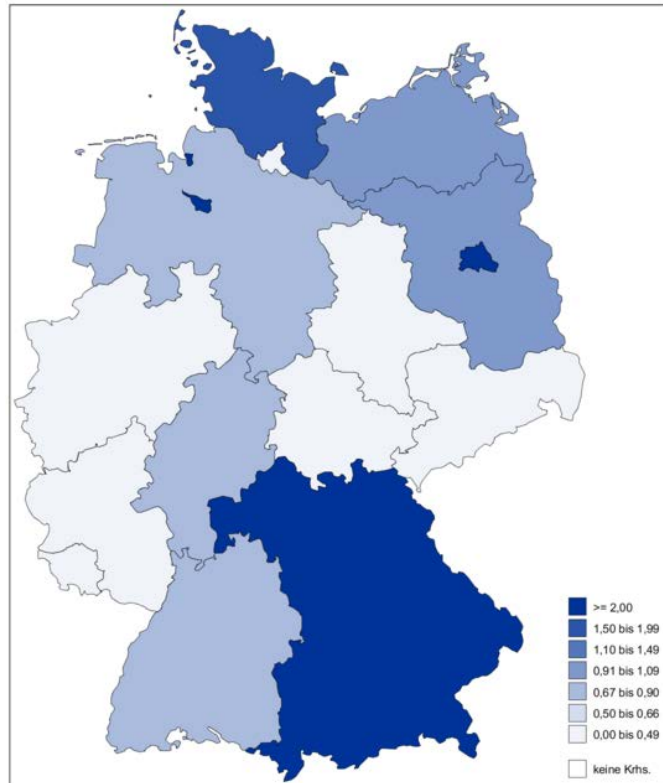 >= 2,00
1,50 bis 1,99
1,10 bis 1,49
0,91 bis 1,09
0,67 bis 0,90
0,50 bis 0,66
0,00 bis 0,49
keine Krhs.